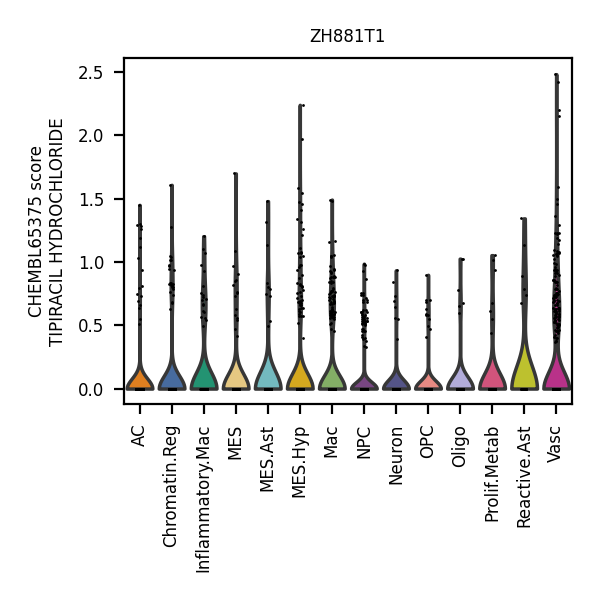 ZH881T1
CHEMBL65375 score
TIPIRACIL HYDROCHLORIDE
2.5
2.0
1.5
1.0
0.5
0.0
AC
Chromatin.Reg
Inflammatory.Mac
MES
MES.Ast
MES.Hyp
Mac
NPC
Neuron
OPC
Oligo
Prolif.Metab
Reactive.Ast
Vasc